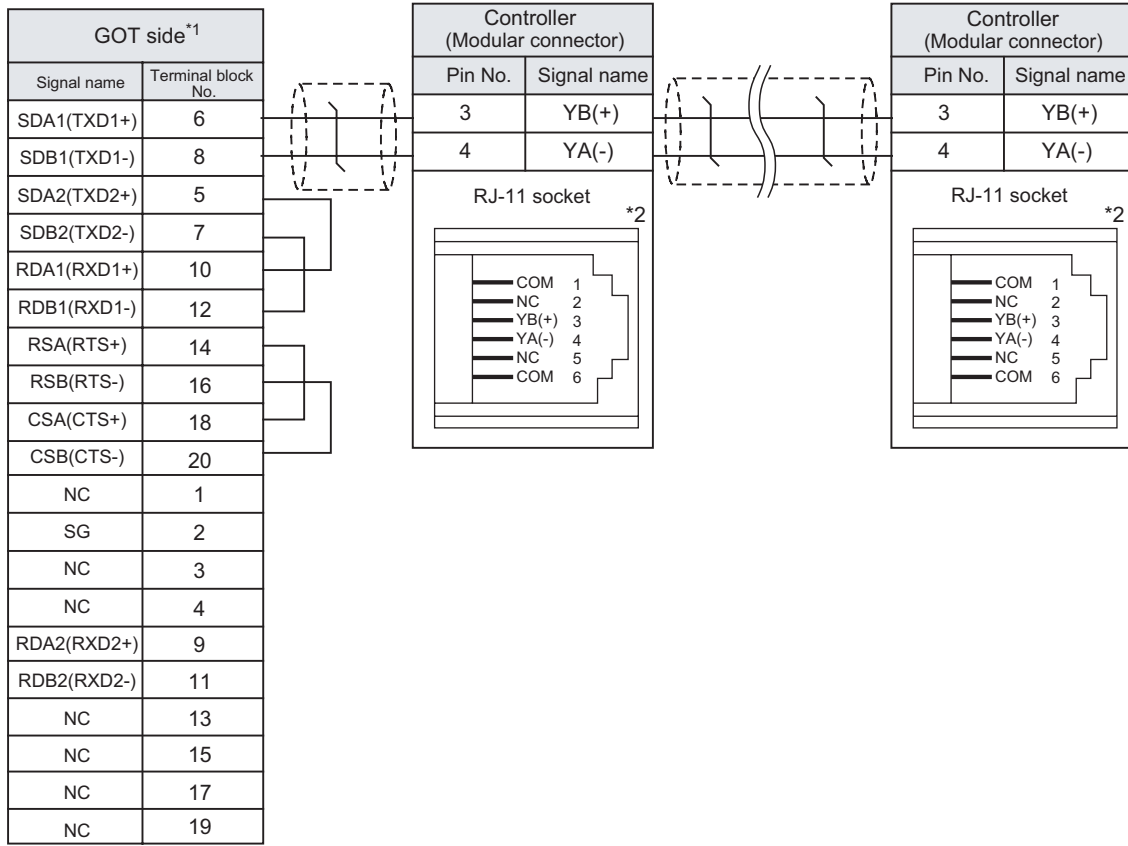 GOT side*1
Signal name Terminal block No.
SDA1(TXD1+) 6
SDB1(TXD1-) 8
SDA2(TXD2+) 5
SDB2(TXD2-) 7
RDA1(RXD1+) 10
RDB1(RXD1-) 12
RSA(RTS+) 14
RSB(RTS-) 16
CSA(CTS+) 18
CSB(CTS-) 20
NC 1
SG 2
NC 3
NC 4
RDA2(RXD2+) 9
RDB2(RXD2-) 11
NC 13
NC 15
NC 17
NC 19
Controller
(Modular connector)
Pin No. Signal name
3 YB(+)
4 YA(-)
RJ-11 socket
*2
COM 1
NC 2
YB(+) 3
YA(-) 4
NC 5
COM 6
Controller
(Modular connector)
Pin No. Signal name
3 YB(+)
4 YA(-)
RJ-11 socket
*2
COM 1
NC 2
YB(+) 3
YA(-) 4
NC 5
COM 6